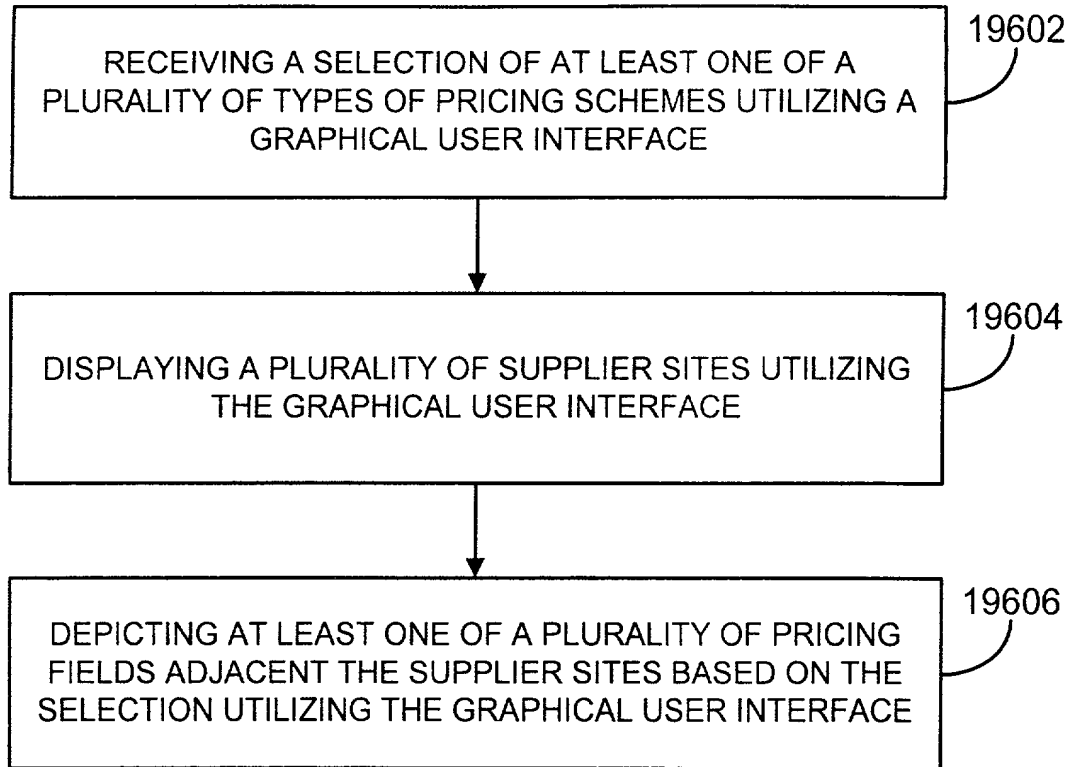 19602
RECEIVING A SELECTION OF AT LEAST ONE OF A
PLURALITY OF TYPES OF PRICING SCHEMES UTILIZING A
GRAPHICAL USER INTERFACE
19604
DISPLAYING A PLURALITY OF SUPPLIER SITES UTILIZING
THE GRAPHICAL USER INTERFACE
19606
DEPICTING AT LEAST ONE OF A PLURALITY OF PRICING
FIELDS ADJACENT THE SUPPLIER SITES BASED ON THE
SELECTION UTILIZING THE GRAPHICAL USER INTERFACE